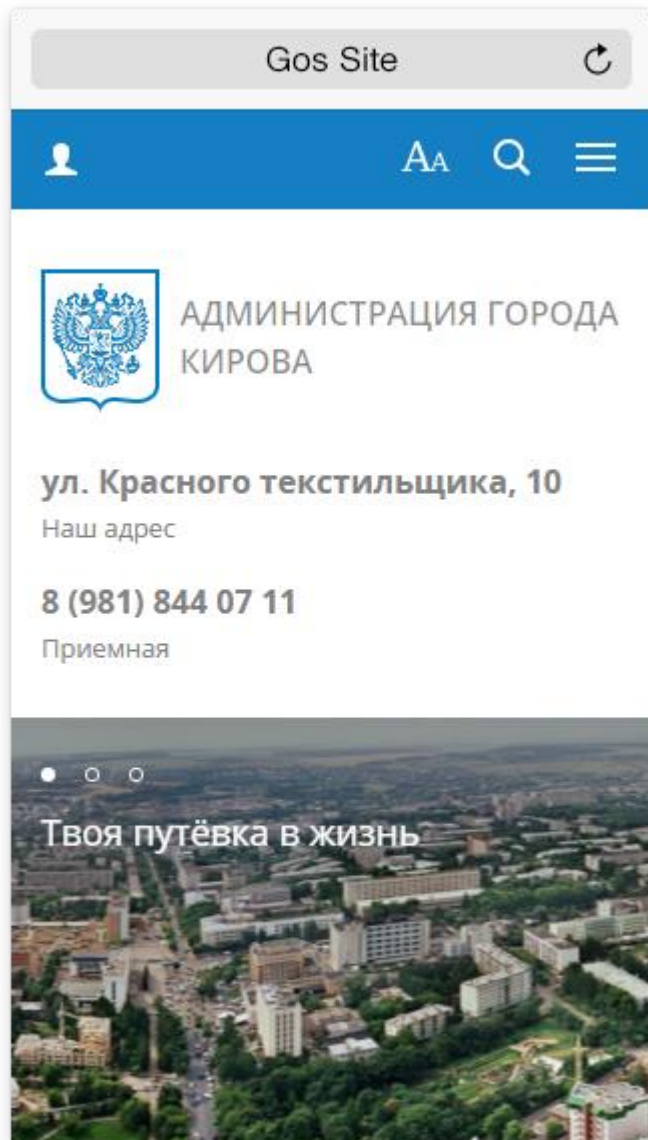 Gos Site
AA
АДМИНИСТРАЦИЯ ГОРОДА
КИРОВА
ул. Красного текстильщика, 10
Наш адрес
8 (981) 844 07 11
Приемная
Твоя путёвка в жизнь